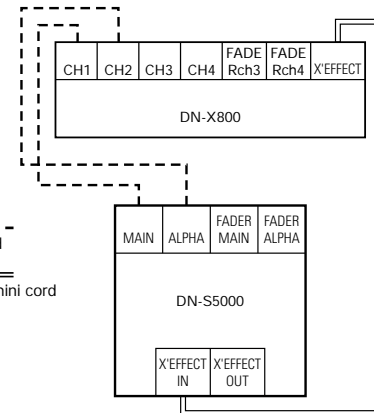 CH1 CH2 CH3 CH4 FADE Rch3 FADE Rch4 X'EFFECT
DN-X800
MAIN ALPHA FADER MAIN FADER ALPHA
mini cord
DN-S5000
X'EFFECT IN X'EFFECT OUT